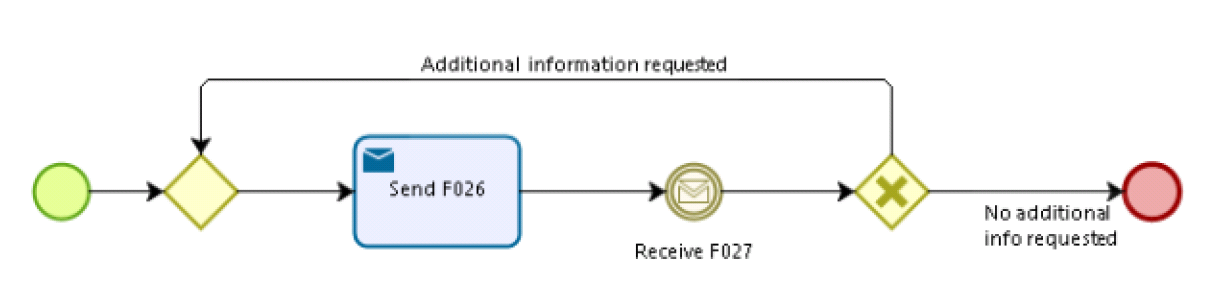 Additional information requested
Send F026
Receive F027
No additional
info requested